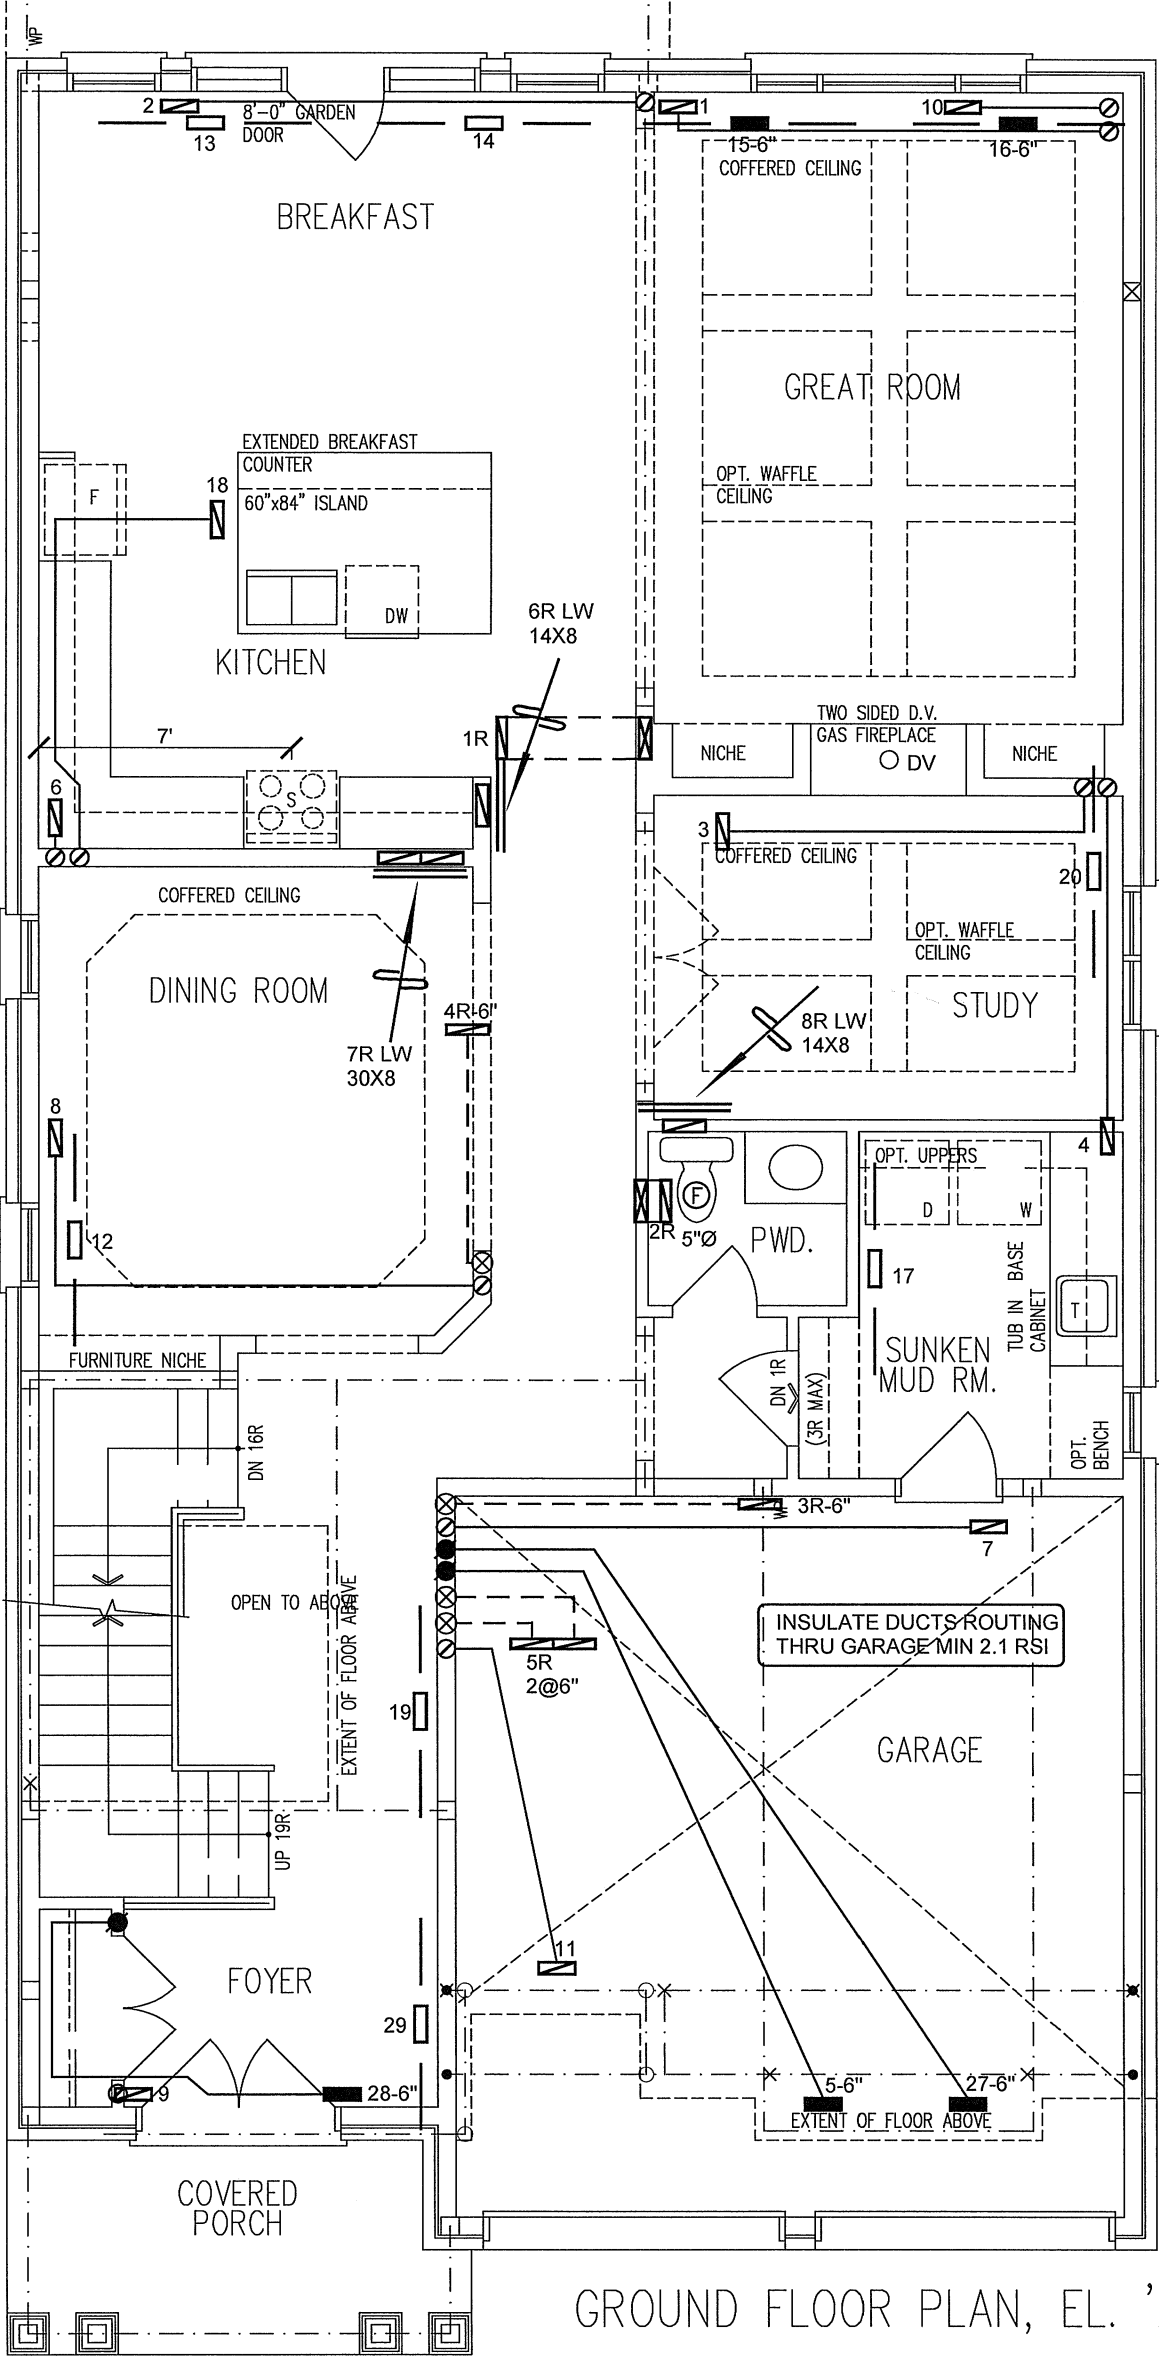 WP
2
1
10
8'-0" GARDEN
DOOR
13
14
15-6"
16-6"
COFFERED CEILING
BREAKFAST
GREAT ROOM
EXTENDED BREAKFAST
COUNTER
60"x84" ISLAND
OPT. WAFFLE
CEILING
18
F
DW
6R LW
14X8
KITCHEN
TWO SIDED D.V.
GAS FIREPLACE
7'
1R
NICHE
DV
NICHE
6
S
3
COFFERED CEILING
20
COFFERED CEILING
OPT. WAFFLE
CEILING
DINING ROOM
STUDY
4R-6"
8R LW
14X8
7R LW
30X8
8
4
OPT. UPPERS
D
W
F
2R
5"Ø
PWD.
12
17
TUB IN BASE
CABINET
T
SUNKEN
MUD RM.
FURNITURE NICHE
DN 1R
(3R MAX)
OPT.
BENCH
DN 16R
WP
3R-6"
7
OPEN TO ABOVE
EXTENT OF FLOOR ABOVE
INSULATE DUCTS ROUTING
THRU GARAGE MIN 2.1 RSI
5R
2@6"
19
GARAGE
UP 19R
11
FOYER
29
9
28-6"
5-6"
27-6"
EXTENT OF FLOOR ABOVE
COVERED
PORCH
GROUND FLOOR PLAN, EL. '